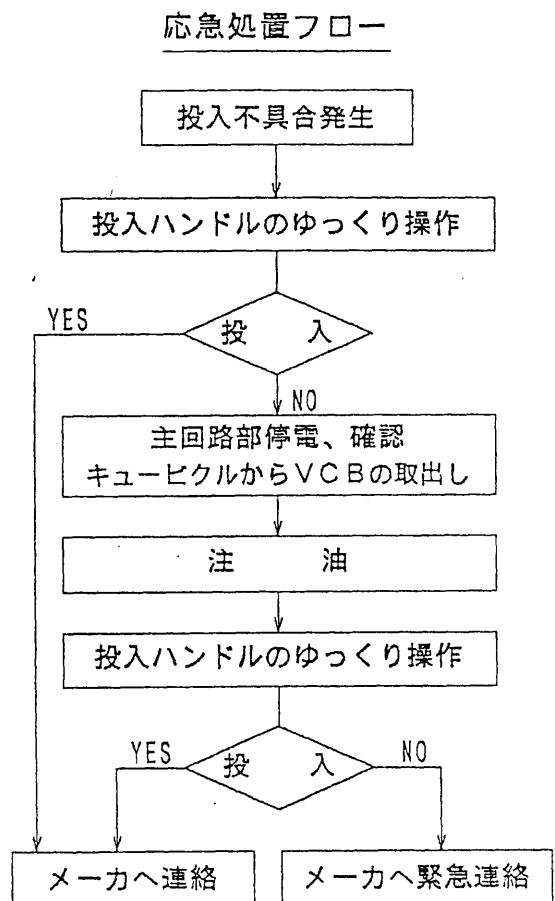 応急処置フロー
投入不具合発生
投入ハンドルのゆっくり操作
投 入
YES
NO
主回路部停電、確認
キュービクルからVCBの取出し
注 油
投入ハンドルのゆっくり操作
投 入
YES
NO
メーカへ連絡
メーカへ緊急連絡